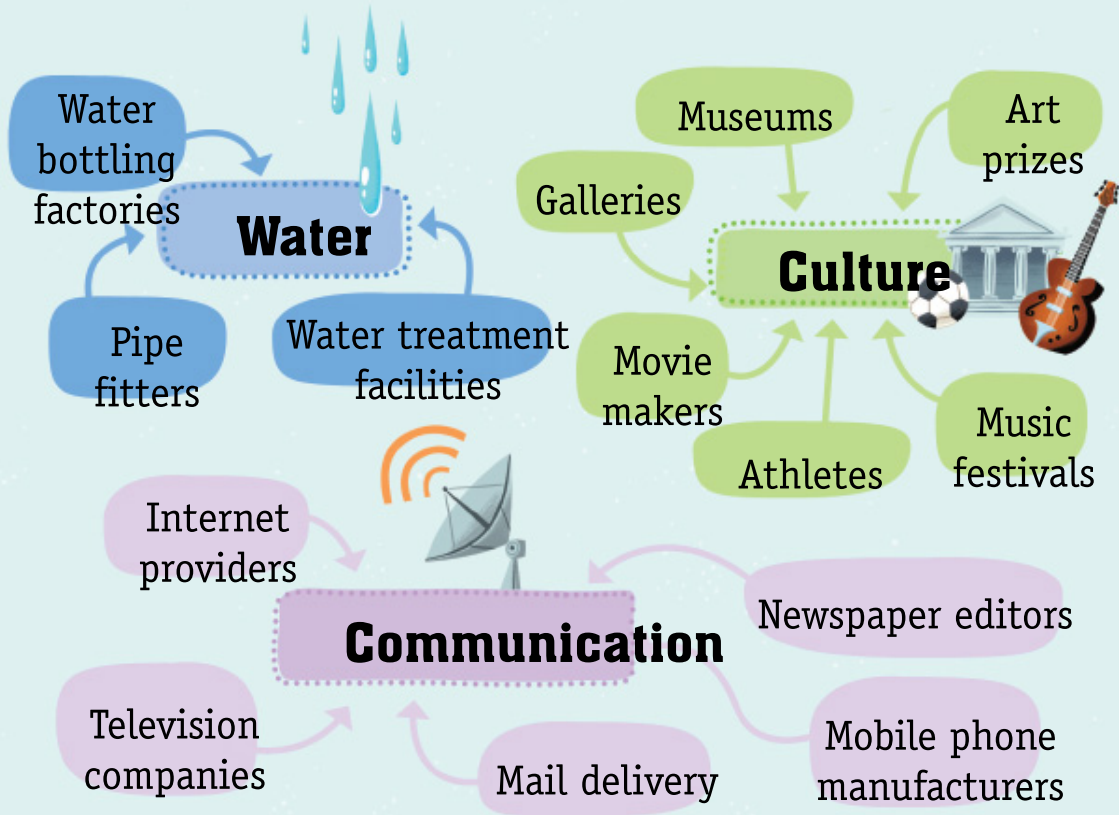 Water
bottling
factories
Water
Pipe
fitters
Water treatment
facilities
Museums
Art
prizes
Galleries
Culture
Movie
makers
Athletes
Music
festivals
Internet
providers
Communication
Newspaper editors
Television
companies
Mail delivery
Mobile phone
manufacturers